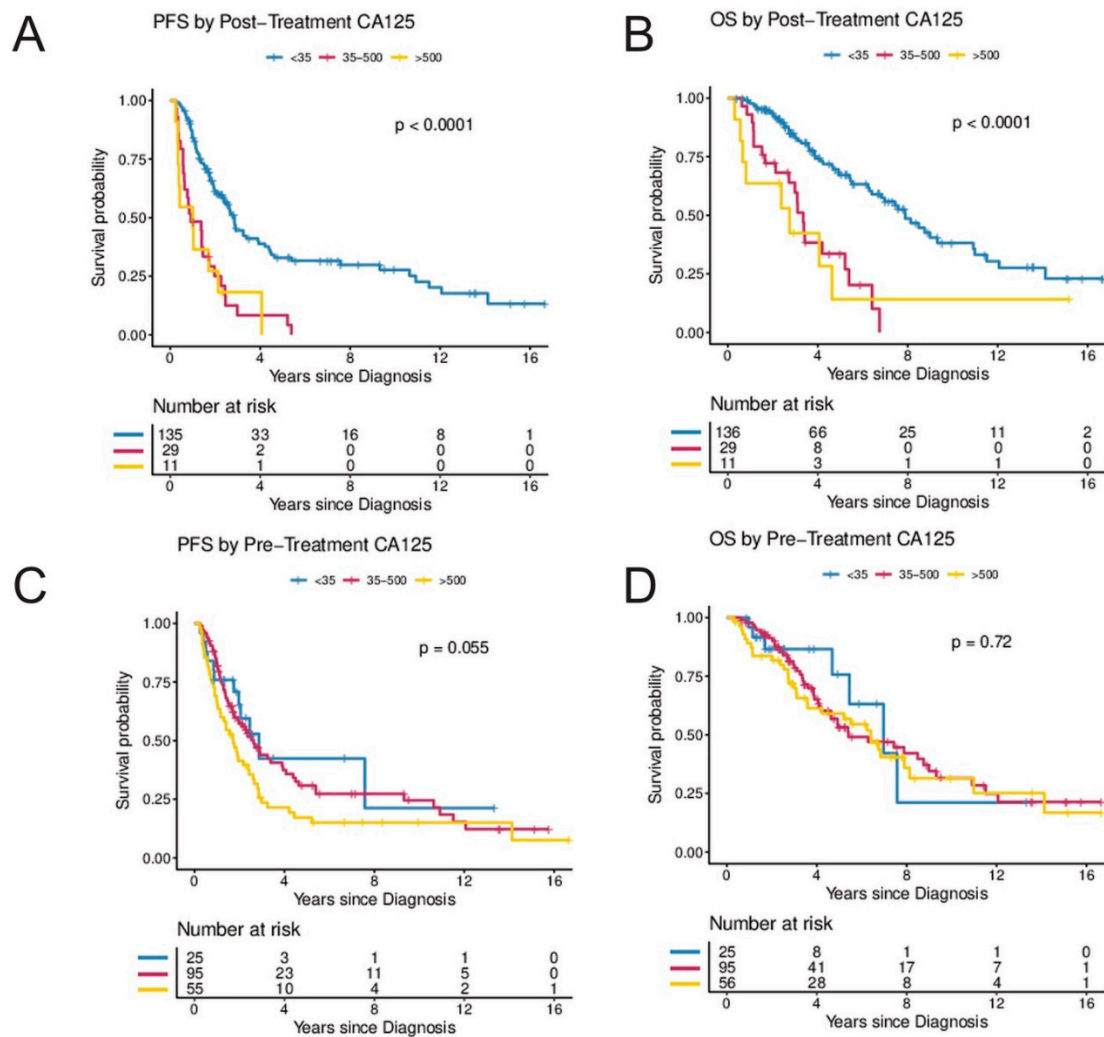 A
PFS by Post-Treatment CA125
<35 35-500 >500
1.00
0.75
0.50
0.25
0.00
Survival probability
p < 0.0001
0 4 8 12 16
Years since Diagnosis
Number at risk
135 33 16 8 1
29 2 0 0 0
11 1 0 0 0
0 4 8 12 16
Years since Diagnosis
B
OS by Post-Treatment CA125
<35 35-500 >500
1.00
0.75
0.50
0.25
0.00
Survival probability
p < 0.0001
0 4 8 12 16
Years since Diagnosis
Number at risk
136 66 25 11 2
29 8 0 0 0
11 3 1 1 0
0 4 8 12 16
Years since Diagnosis
C
PFS by Pre-Treatment CA125
<35 35-500 >500
1.00
0.75
0.50
0.25
0.00
Survival probability
p = 0.055
0 4 8 12 16
Years since Diagnosis
Number at risk
25 3 1 1 0
95 23 11 5 0
55 10 4 2 1
0 4 8 12 16
Years since Diagnosis
D
OS by Pre-Treatment CA125
<35 35-500 >500
1.00
0.75
0.50
0.25
0.00
Survival probability
p = 0.72
0 4 8 12 16
Years since Diagnosis
Number at risk
25 8 1 1 0
95 41 17 7 1
56 28 8 4 1
0 4 8 12 16
Years since Diagnosis